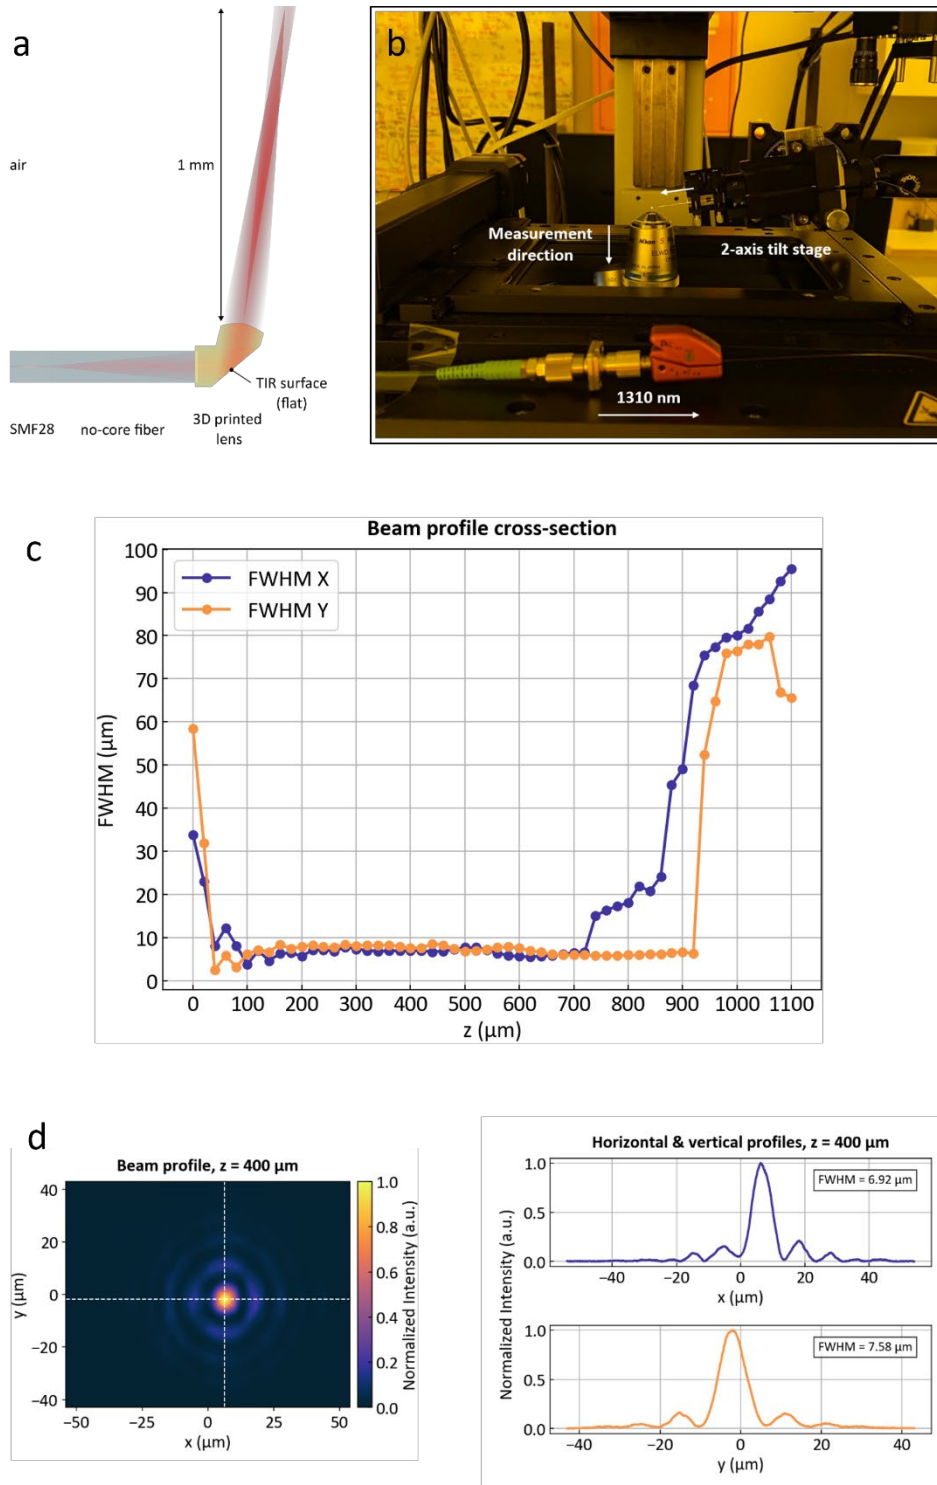 a
air
1 mm
TIR surface
(flat)
3D printed
lens
SMF28
no-core fiber
b
Measurement
direction
Nikon
2-axis tilt stage
1310 nm
c
Beam profile cross-section
FWHM X
FWHM Y
FWHM (µm)
100
90
80
70
60
50
40
30
20
10
0
0 100 200 300 400 500 600 700 800 900 1000 1100
z (µm)
d
Beam profile, z = 400 µm
y (µm)
40
20
0
−20
−40
−50 0 50
x (µm)
1.0
0.8
0.6
0.4
0.2
0.0
Normalized Intensity (a.u.)
Horizontal & vertical profiles, z = 400 µm
Normalized Intensity (a.u.)
1.0
0.5
0.0
FWHM = 6.92 µm
−40 −20 0 20 40
x (µm)
1.0
0.5
0.0
FWHM = 7.58 µm
−40 −20 0 20 40
y (µm)